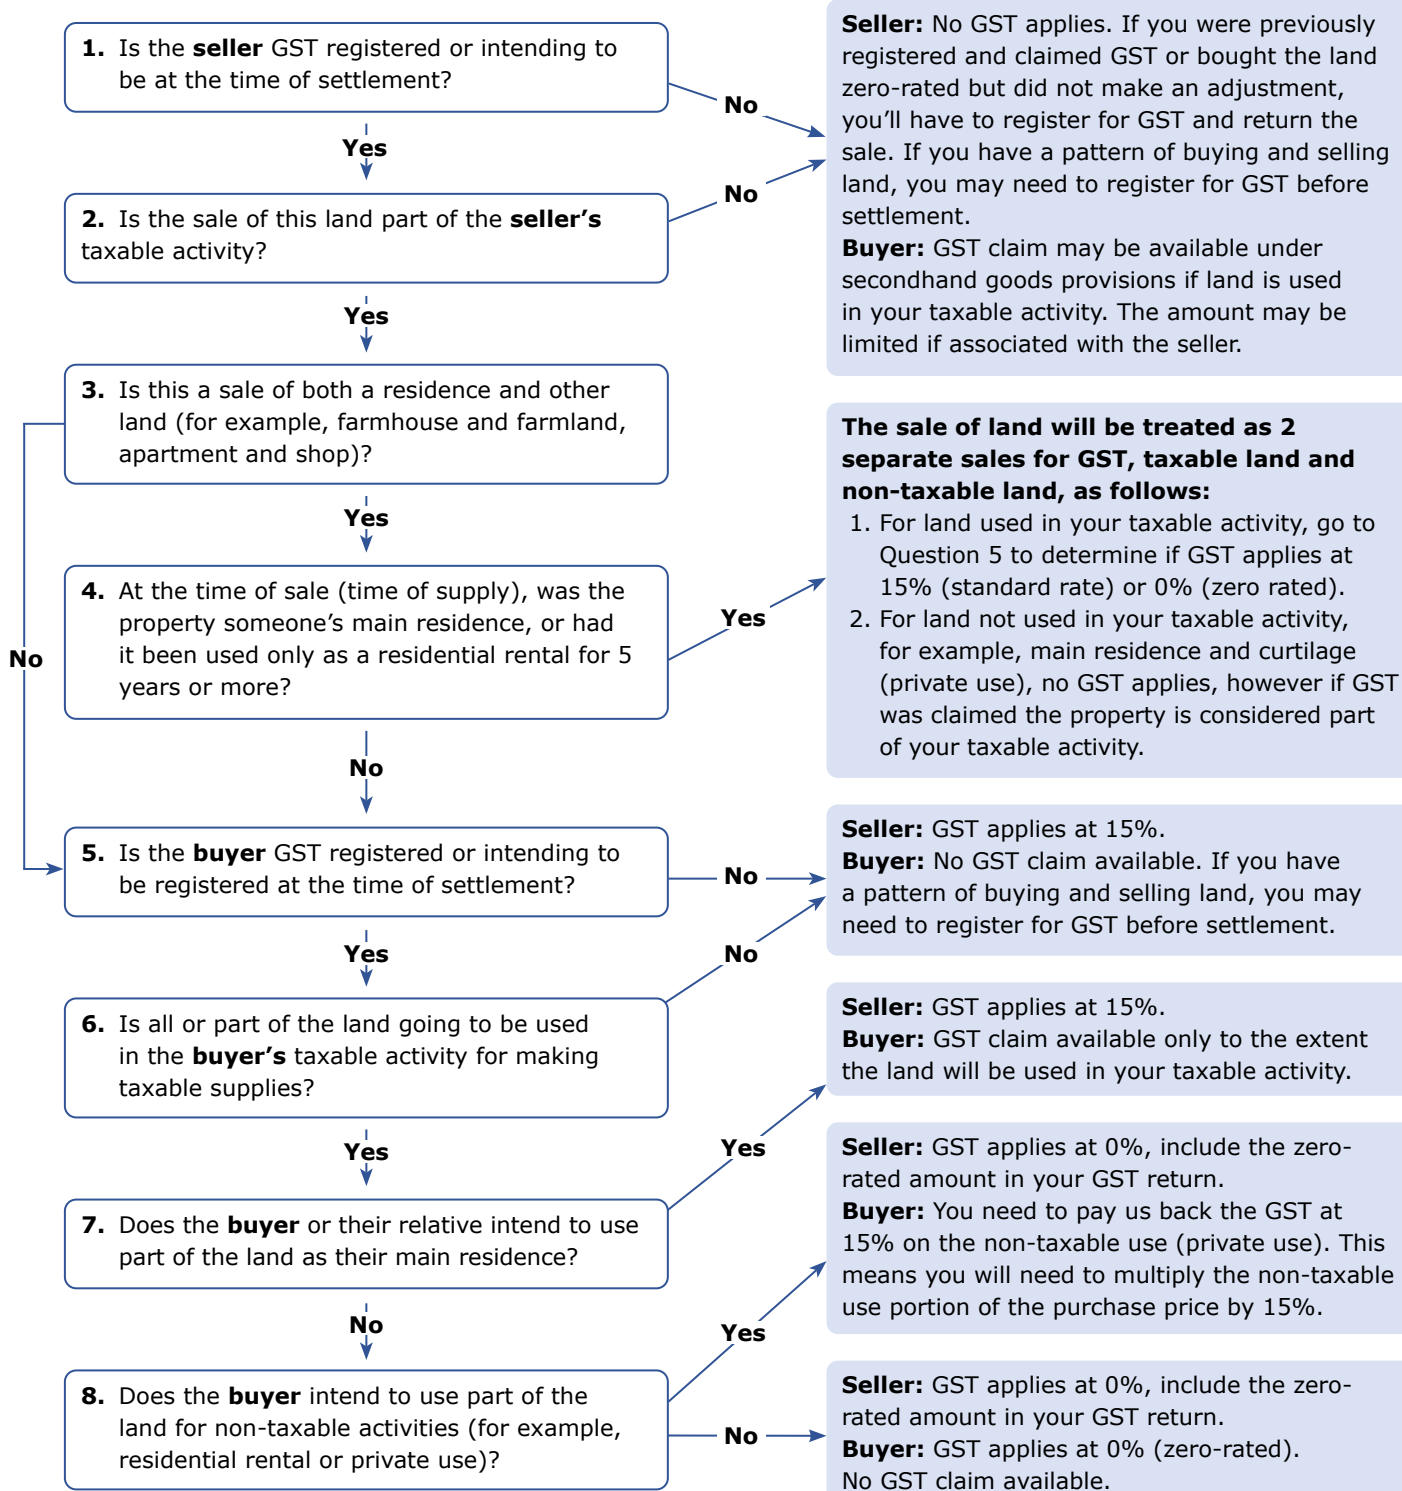 1. Is the seller GST registered or intending to
be at the time of settlement?
No
Yes
2. Is the sale of this land part of the seller’s
taxable activity?
No
Yes
Seller: No GST applies. If you were previously
registered and claimed GST or bought the land
zero-rated but did not make an adjustment,
you’ll have to register for GST and return the
sale. If you have a pattern of buying and selling
land, you may need to register for GST before
settlement.
Buyer: GST claim may be available under
secondhand goods provisions if land is used
in your taxable activity. The amount may be
limited if associated with the seller.
3. Is this a sale of both a residence and other
land (for example, farmhouse and farmland,
apartment and shop)?
No
Yes
4. At the time of sale (time of supply), was the
property someone’s main residence, or had
it been used only as a residential rental for 5
years or more?
Yes
No
The sale of land will be treated as 2
separate sales for GST, taxable land and
non-taxable land, as follows:
1. For land used in your taxable activity, go to
Question 5 to determine if GST applies at
15% (standard rate) or 0% (zero rated).
2. For land not used in your taxable activity,
for example, main residence and curtilage
(private use), no GST applies, however if GST
was claimed the property is considered part
of your taxable activity.
5. Is the buyer GST registered or intending to
be registered at the time of settlement?
No
Yes
6. Is all or part of the land going to be used
in the buyer’s taxable activity for making
taxable supplies?
No
Yes
Seller: GST applies at 15%.
Buyer: No GST claim available. If you have
a pattern of buying and selling land, you may
need to register for GST before settlement.
7. Does the buyer or their relative intend to use
part of the land as their main residence?
Yes
No
Seller: GST applies at 15%.
Buyer: GST claim available only to the extent
the land will be used in your taxable activity.
8. Does the buyer intend to use part of the
land for non-taxable activities (for example,
residential rental or private use)?
Yes
No
Seller: GST applies at 0%, include the zero-
rated amount in your GST return.
Buyer: You need to pay us back the GST at
15% on the non-taxable use (private use). This
means you will need to multiply the non-taxable
use portion of the purchase price by 15%.
Seller: GST applies at 0%, include the zero-
rated amount in your GST return.
Buyer: GST applies at 0% (zero-rated).
No GST claim available.